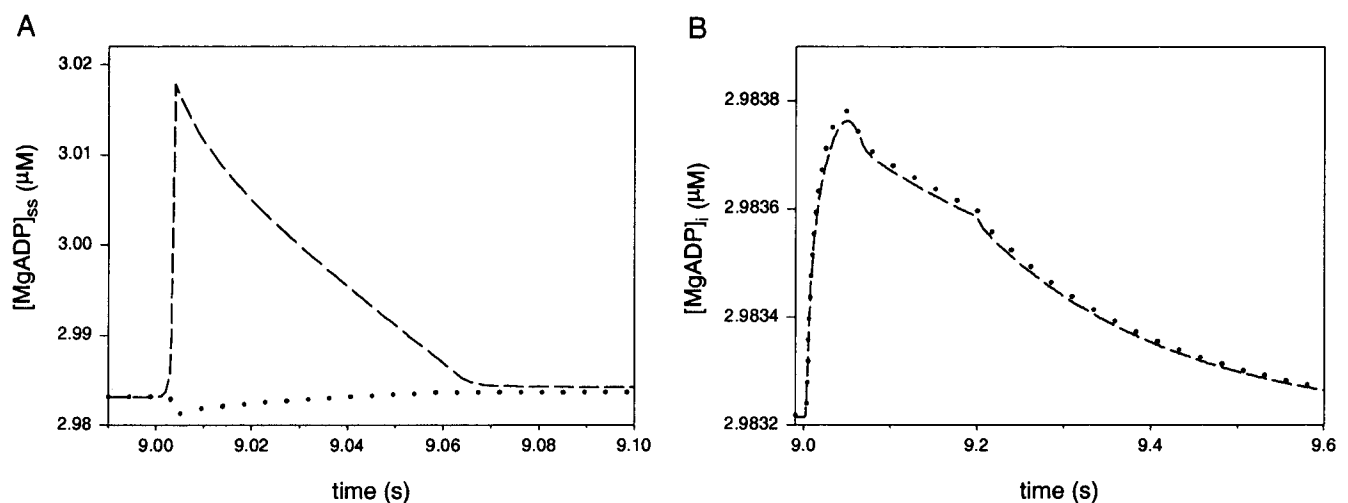 A
[MgADP]ss (μM)
3.02
3.01
3.00
2.99
2.98
9.00 9.02 9.04 9.06 9.08 9.10
time (s)
B
[MgADP]i (μM)
2.9838
2.9836
2.9834
2.9832
9.0 9.2 9.4 9.6
time (s)